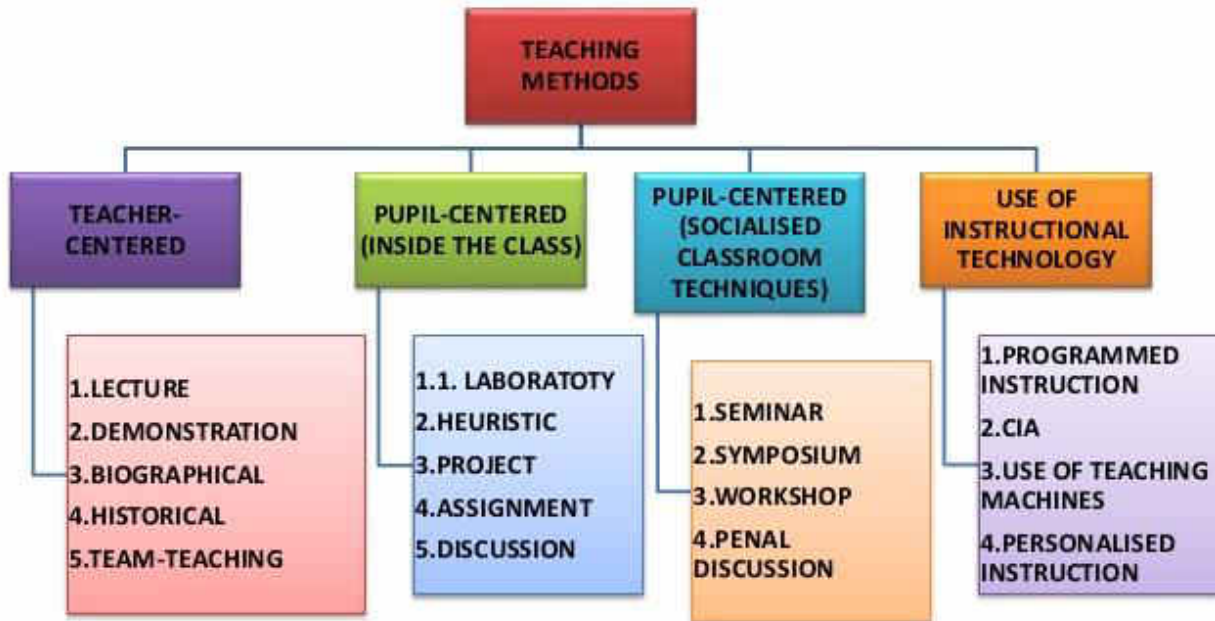 TEACHING
METHODS
TEACHER-
CENTERED
PUPIL-CENTERED
(INSIDE THE CLASS)
PUPIL-CENTERED
(SOCIALISED
CLASSROOM
TECHNIQUES)
USE OF
INSTRUCTIONAL
TECHNOLOGY
1.LECTURE
2.DEMONSTRATION
3.BIOGRAPHICAL
4.HISTORICAL
5.TEAM-TEACHING
1.1. LABORATOTY
2.HEURISTIC
3.PROJECT
4.ASSIGNMENT
5.DISCUSSION
1.SEMINAR
2.SYMPOSIUM
3.WORKSHOP
4.PENAL
DISCUSSION
1.PROGRAMMED
INSTRUCTION
2.CIA
3.USE OF TEACHING
MACHINES
4.PERSONALISED
INSTRUCTION